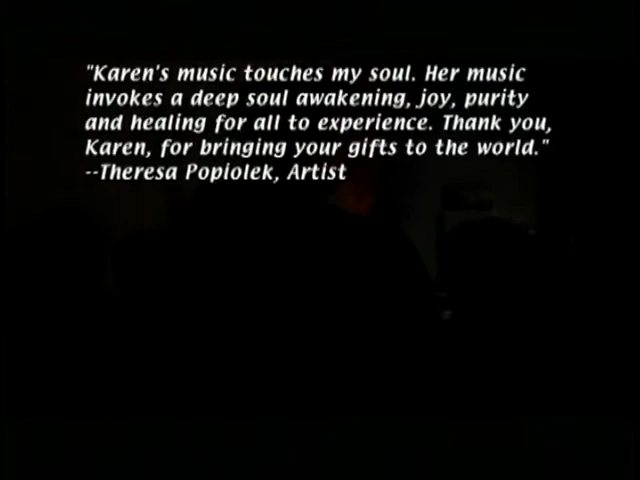 "Karen's music touches my soul. Her music
invokes a deep soul awakening, joy, purity
and healing for all to experience. Thank you,
Karen, for bringing your gifts to the world."
--Theresa Popiolek, Artist